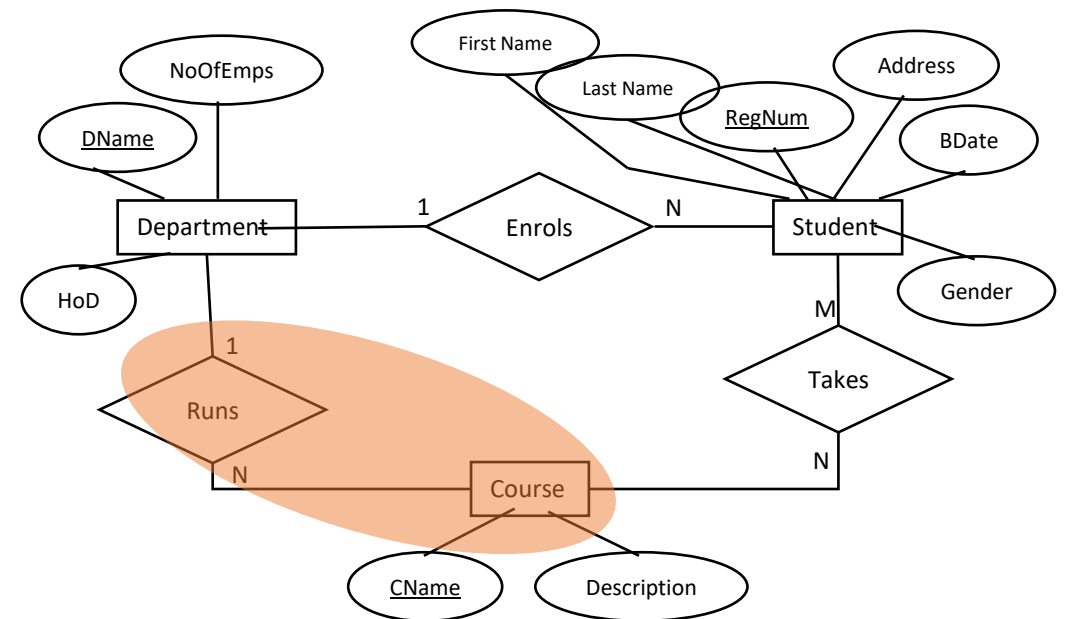 First Name
NoOfEmps
Address
Last Name
RegNum
DName
BDate
1
N
Department
Enrols
Student
HoD
Gender
M
1
Runs
Takes
N
N
Course
CName
Description